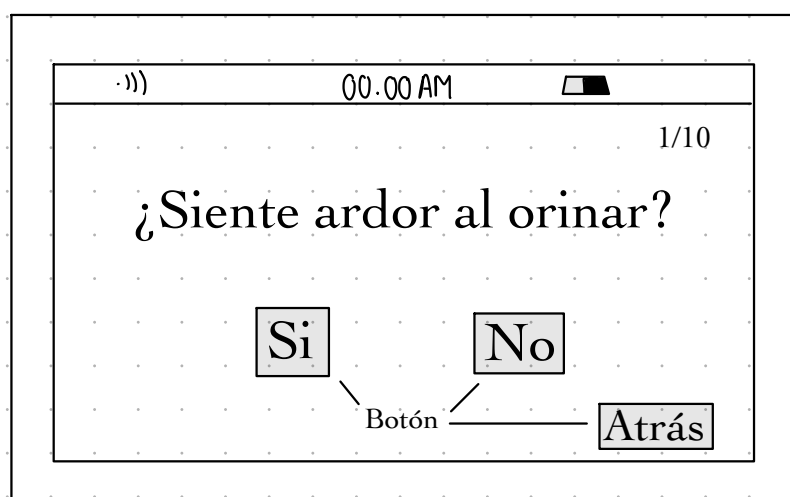 00.00 AM
1/10
¿Siente ardor al orinar?
Si
No
Botón
Atrás